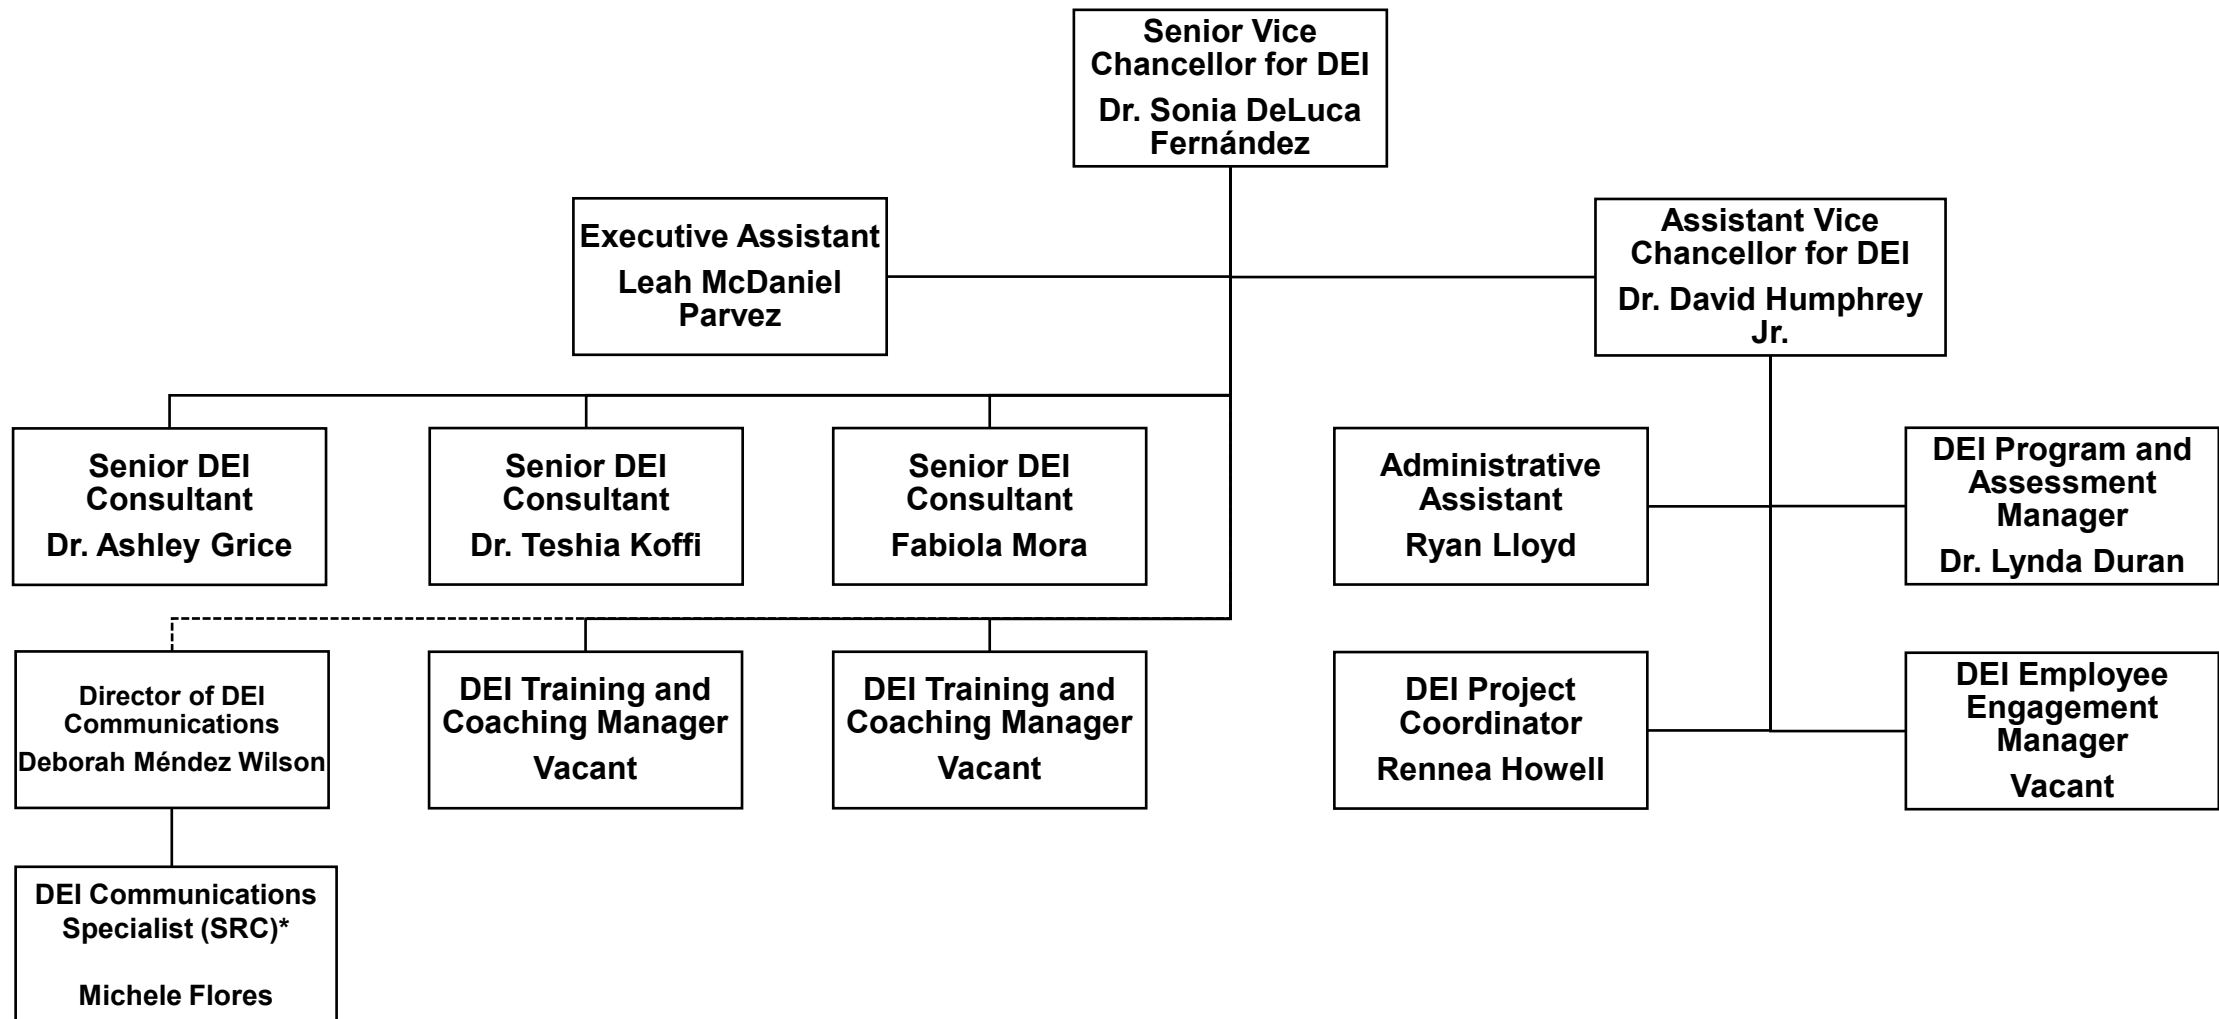 Senior Vice
Chancellor for DEI
Dr. Sonia DeLuca
Fernández
Executive Assistant
Leah McDaniel
Parvez
Assistant Vice
Chancellor for DEI
Dr. David Humphrey
Jr.
Senior DEI
Consultant
Dr. Ashley Grice
Senior DEI
Consultant
Dr. Teshia Koffi
Senior DEI
Consultant
Fabiola Mora
Administrative
Assistant
Ryan Lloyd
DEI Program and
Assessment
Manager
Dr. Lynda Duran
Director of DEI
Communications
Deborah Méndez Wilson
DEI Training and
Coaching Manager
Vacant
DEI Training and
Coaching Manager
Vacant
DEI Project
Coordinator
Rennea Howell
DEI Employee
Engagement
Manager
Vacant
DEI Communications
Specialist (SRC)*
Michele Flores